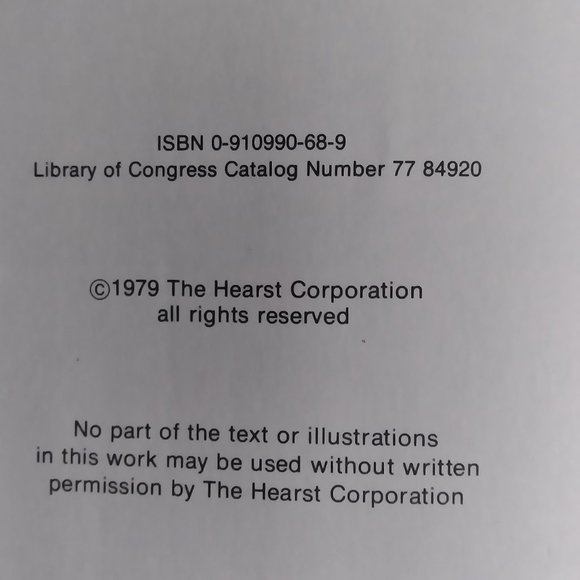 ISBN 0-910990-68-9
Library of Congress Catalog Number 77 84920
©1979 The Hearst Corporation
all rights reserved
No part of the text or illustrations
in this work may be used without written
permission by The Hearst Corporation